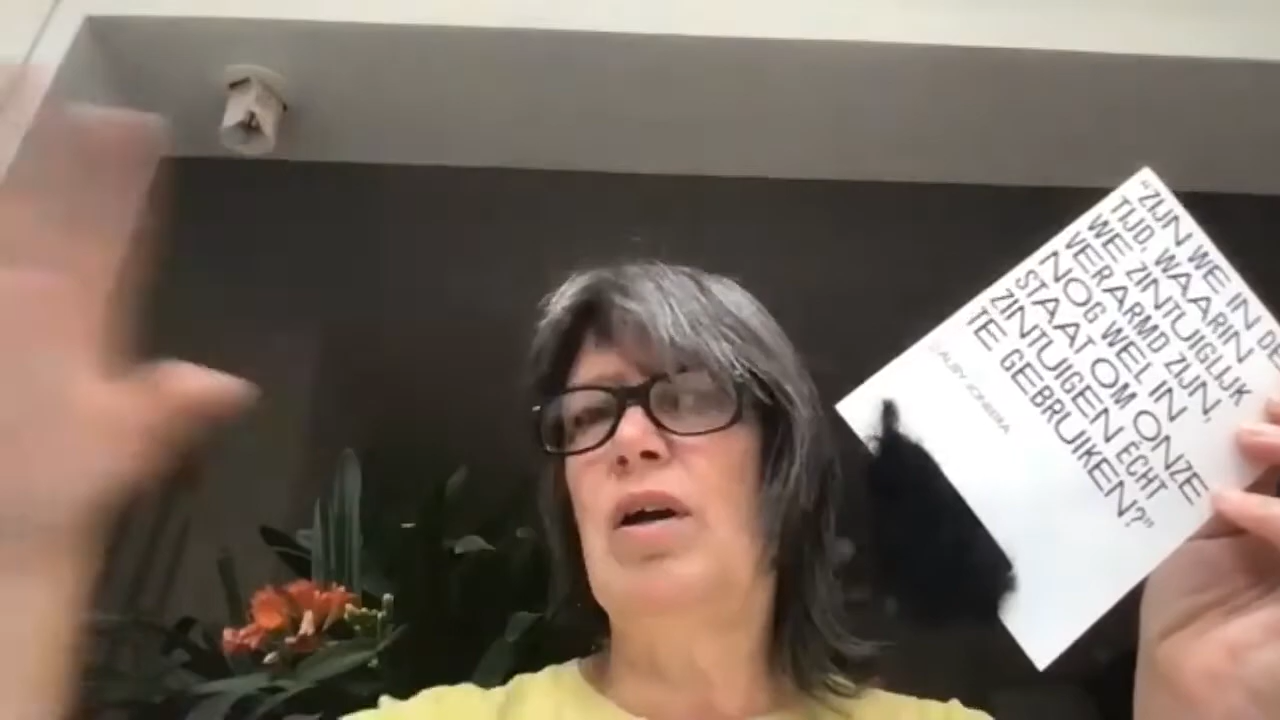 “ZIJN WE IN DE
TIJD, WAARIN
WE ZINTUIGLIJK
VERARMD ZIJN,
NOG WEL IN
STAAT OM ONZE
ZINTUIGEN ÉCHT
TE GEBRUIKEN?”